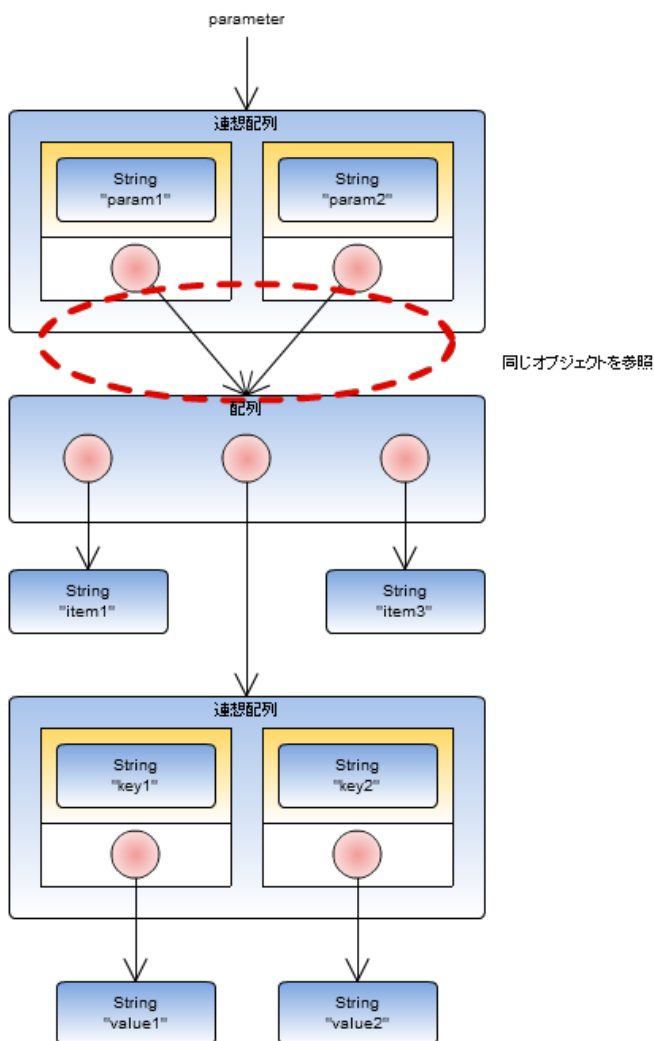 parameter
連想配列
String
"param1"
String
"param2"
同じオブジェクトを参照
配列
String
"item1"
String
"item3"
連想配列
String
"key1"
String
"key2"
String
"value1"
String
"value2"